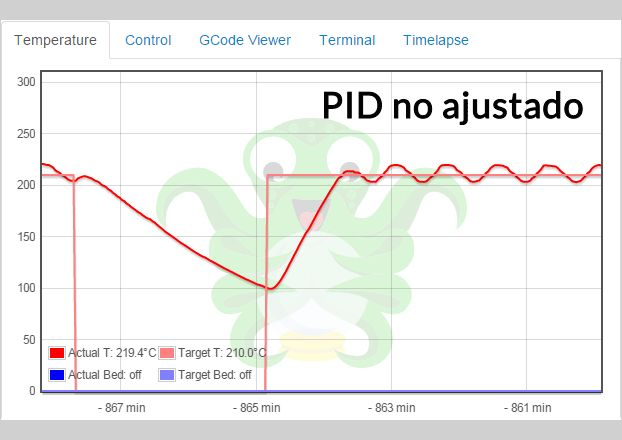 Temperature Control GCode Viewer Terminal Timelapse
300
PID no ajustado
250
200
150
100
50
Actual T: 219.4°C Target T: 210.0°C
Actual Bed: off Target Bed: off
0
- 867 min - 865 min - 863 min - 861 min